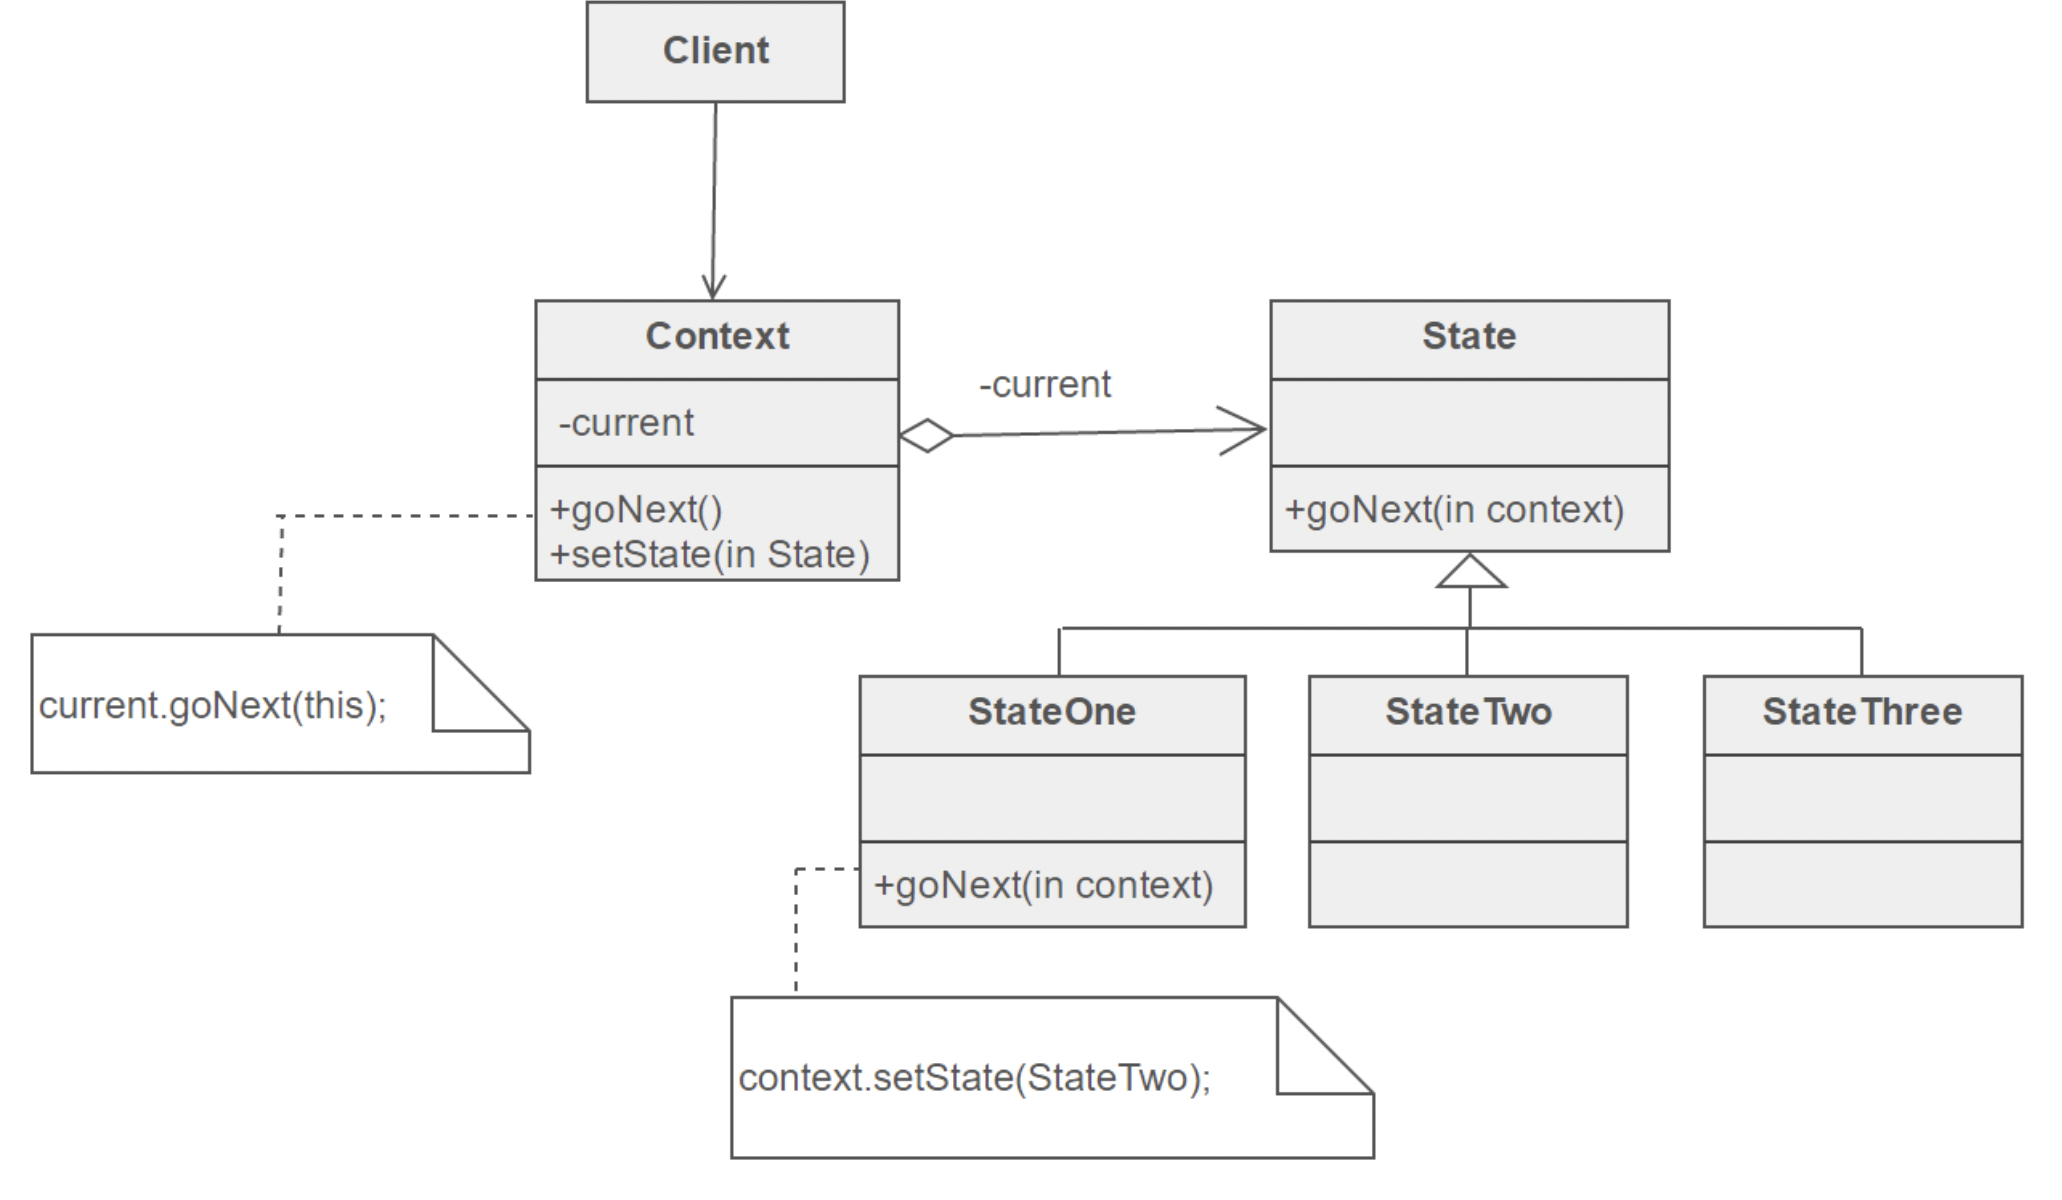 Client
Context
-current
+goNext()
+setState(in State)
-current
State
+goNext(in context)
current.goNext(this);
StateOne
+goNext(in context)
StateTwo
StateThree
context.setState(StateTwo);